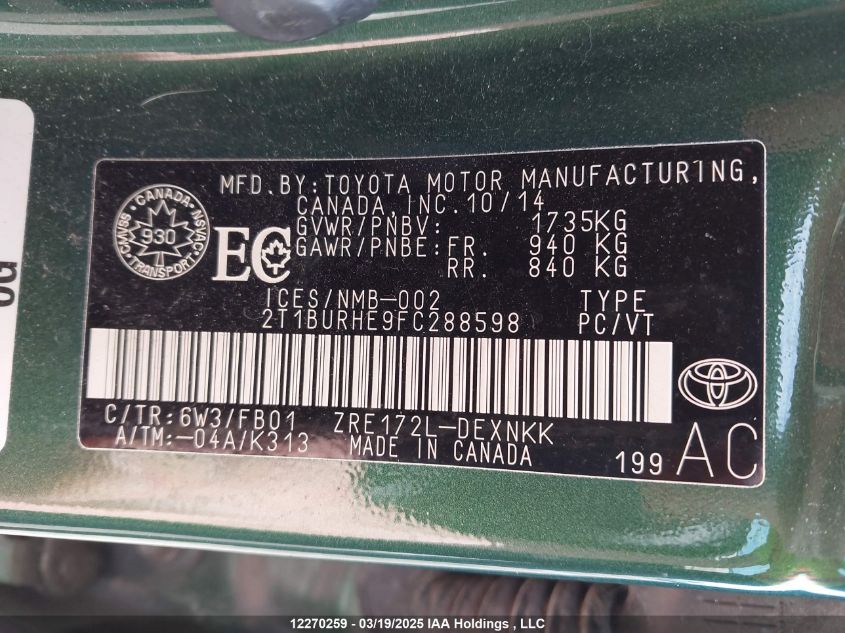 MFD. BY: TOYOTA MOTOR MANUFACTURING,
CANADA, INC. 10/14
GVWR/PNBV: 1735KG
GAWR/PNBE: FR. 940 KG
RR. 840 KG
CANADA
CMVSS
NSVAC
930
TRANSPORT
EC
ICES/NMB-002 TYPE
2T1BURHE9FC288598 PC/VT
C/TR: 6W3/FB01 ZRE172L-DEXNKK
A/TM: -04A/K313 MADE IN CANADA
199 AC
12270259 - 03/19/2025 IAA Holdings , LLC